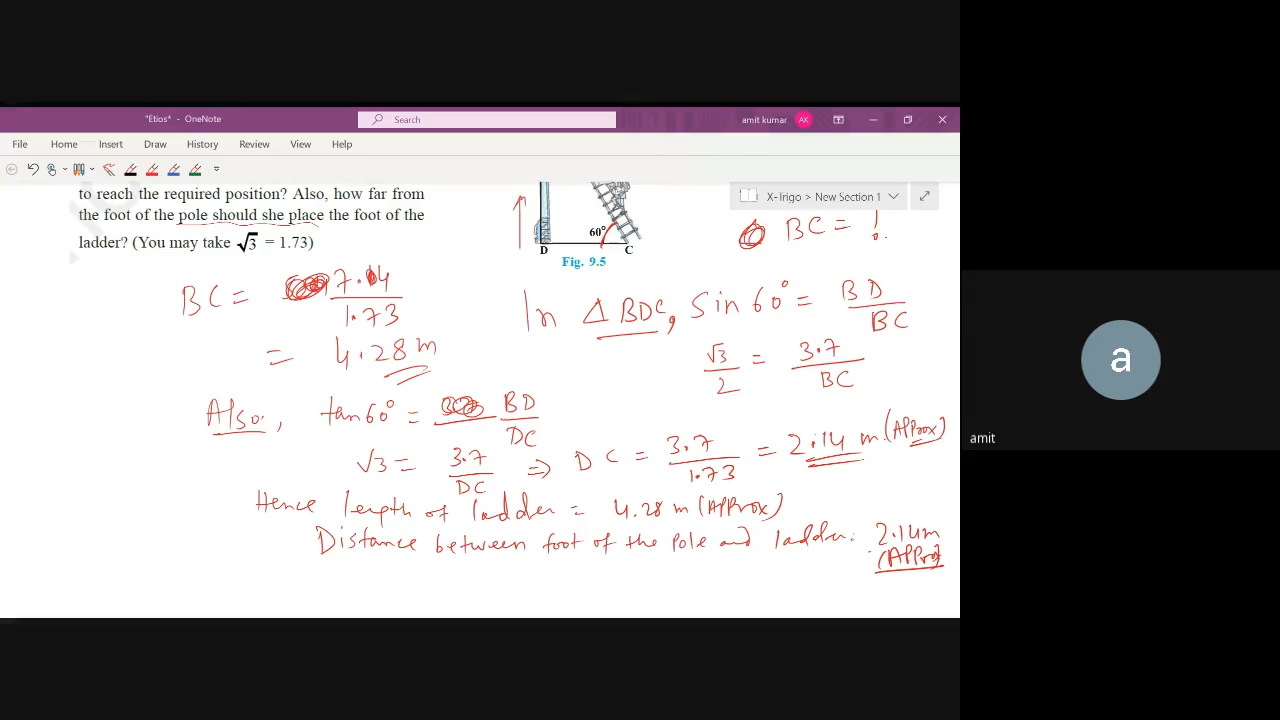 *Etios* - OneNote
Search
amit kumar AK
File Home Insert Draw History Review View Help
to reach the required position? Also, how far from
the foot of the pole should she place the foot of the
ladder? (You may take √3 = 1.73)
60°
D C
Fig. 9.5
X-Trigo > New Section 1
BC = ?
BC = 7.4/1.73
= 4.28 m
In △ BDC, Sin 60° = BD/BC
√3/2 = 3.7/BC
Also, tan 60° = BD/DC
√3 = 3.7/DC ⇒ DC = 3.7/1.73 = 2.14 m (Approx)
Hence length of ladder = 4.28 m (Approx)
Distance between foot of the pole and ladder: 2.14m
(Approx)
a
amit